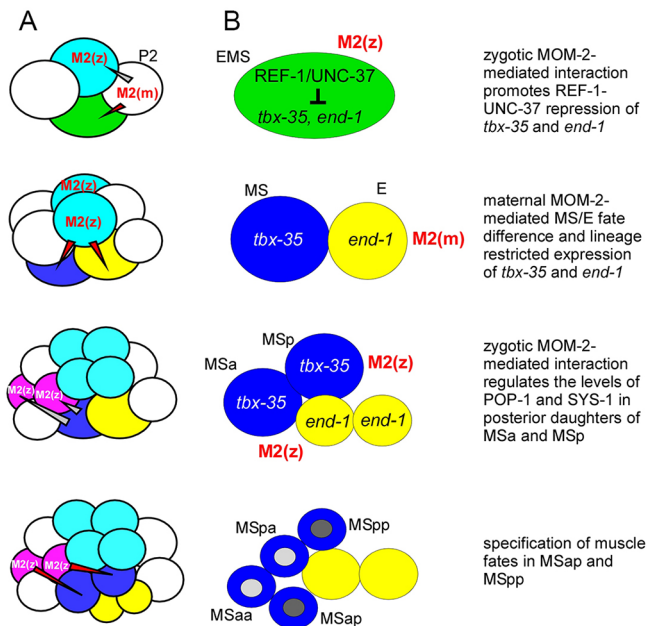 A
B
M2(z)
P2
M2(m)
M2(z)
EMS
REF-1/UNC-37
tbx-35, end-1
zygotic MOM-2-
mediated interaction
promotes REF-1-
UNC-37 repression of
tbx-35 and end-1
M2(z)
M2(z)
MS
E
tbx-35
end-1
M2(m)
maternal MOM-2-
mediated MS/E fate
difference and lineage
restricted expression
of tbx-35 and end-1
M2(z)
M2(z)
MSp
MSa
tbx-35
M2(z)
tbx-35
end-1
end-1
M2(z)
zygotic MOM-2-
mediated interaction
regulates the levels of
POP-1 and SYS-1 in
posterior daughters of
MSa and MSp
M2(z)
M2(z)
MSpa
MSpp
MSaa
MSap
specification of muscle
fates in MSap and
MSpp